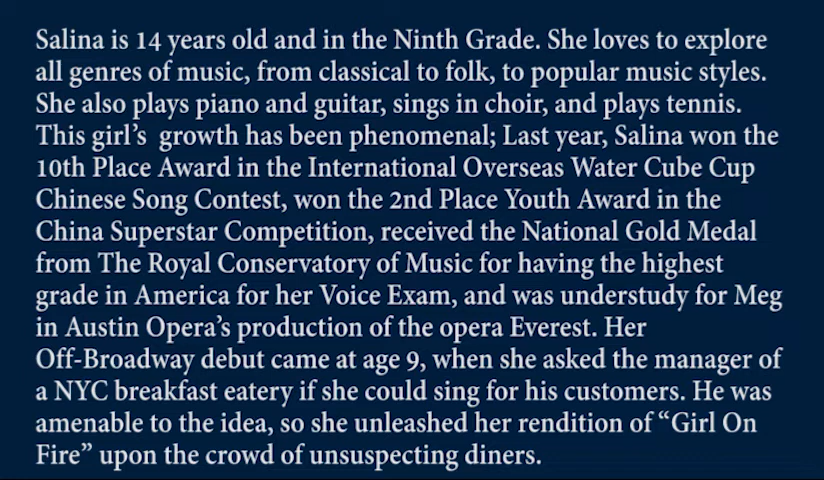 Salina is 14 years old and in the Ninth Grade. She loves to explore
all genres of music, from classical to folk, to popular music styles.
She also plays piano and guitar, sings in choir, and plays tennis.
This girl’s  growth has been phenomenal; Last year, Salina won the
10th Place Award in the International Overseas Water Cube Cup
Chinese Song Contest, won the 2nd Place Youth Award in the
China Superstar Competition, received the National Gold Medal
from The Royal Conservatory of Music for having the highest
grade in America for her Voice Exam, and was understudy for Meg
in Austin Opera’s production of the opera Everest. Her
Off-Broadway debut came at age 9, when she asked the manager of
a NYC breakfast eatery if she could sing for his customers. He was
amenable to the idea, so she unleashed her rendition of “Girl On
Fire” upon the crowd of unsuspecting diners.